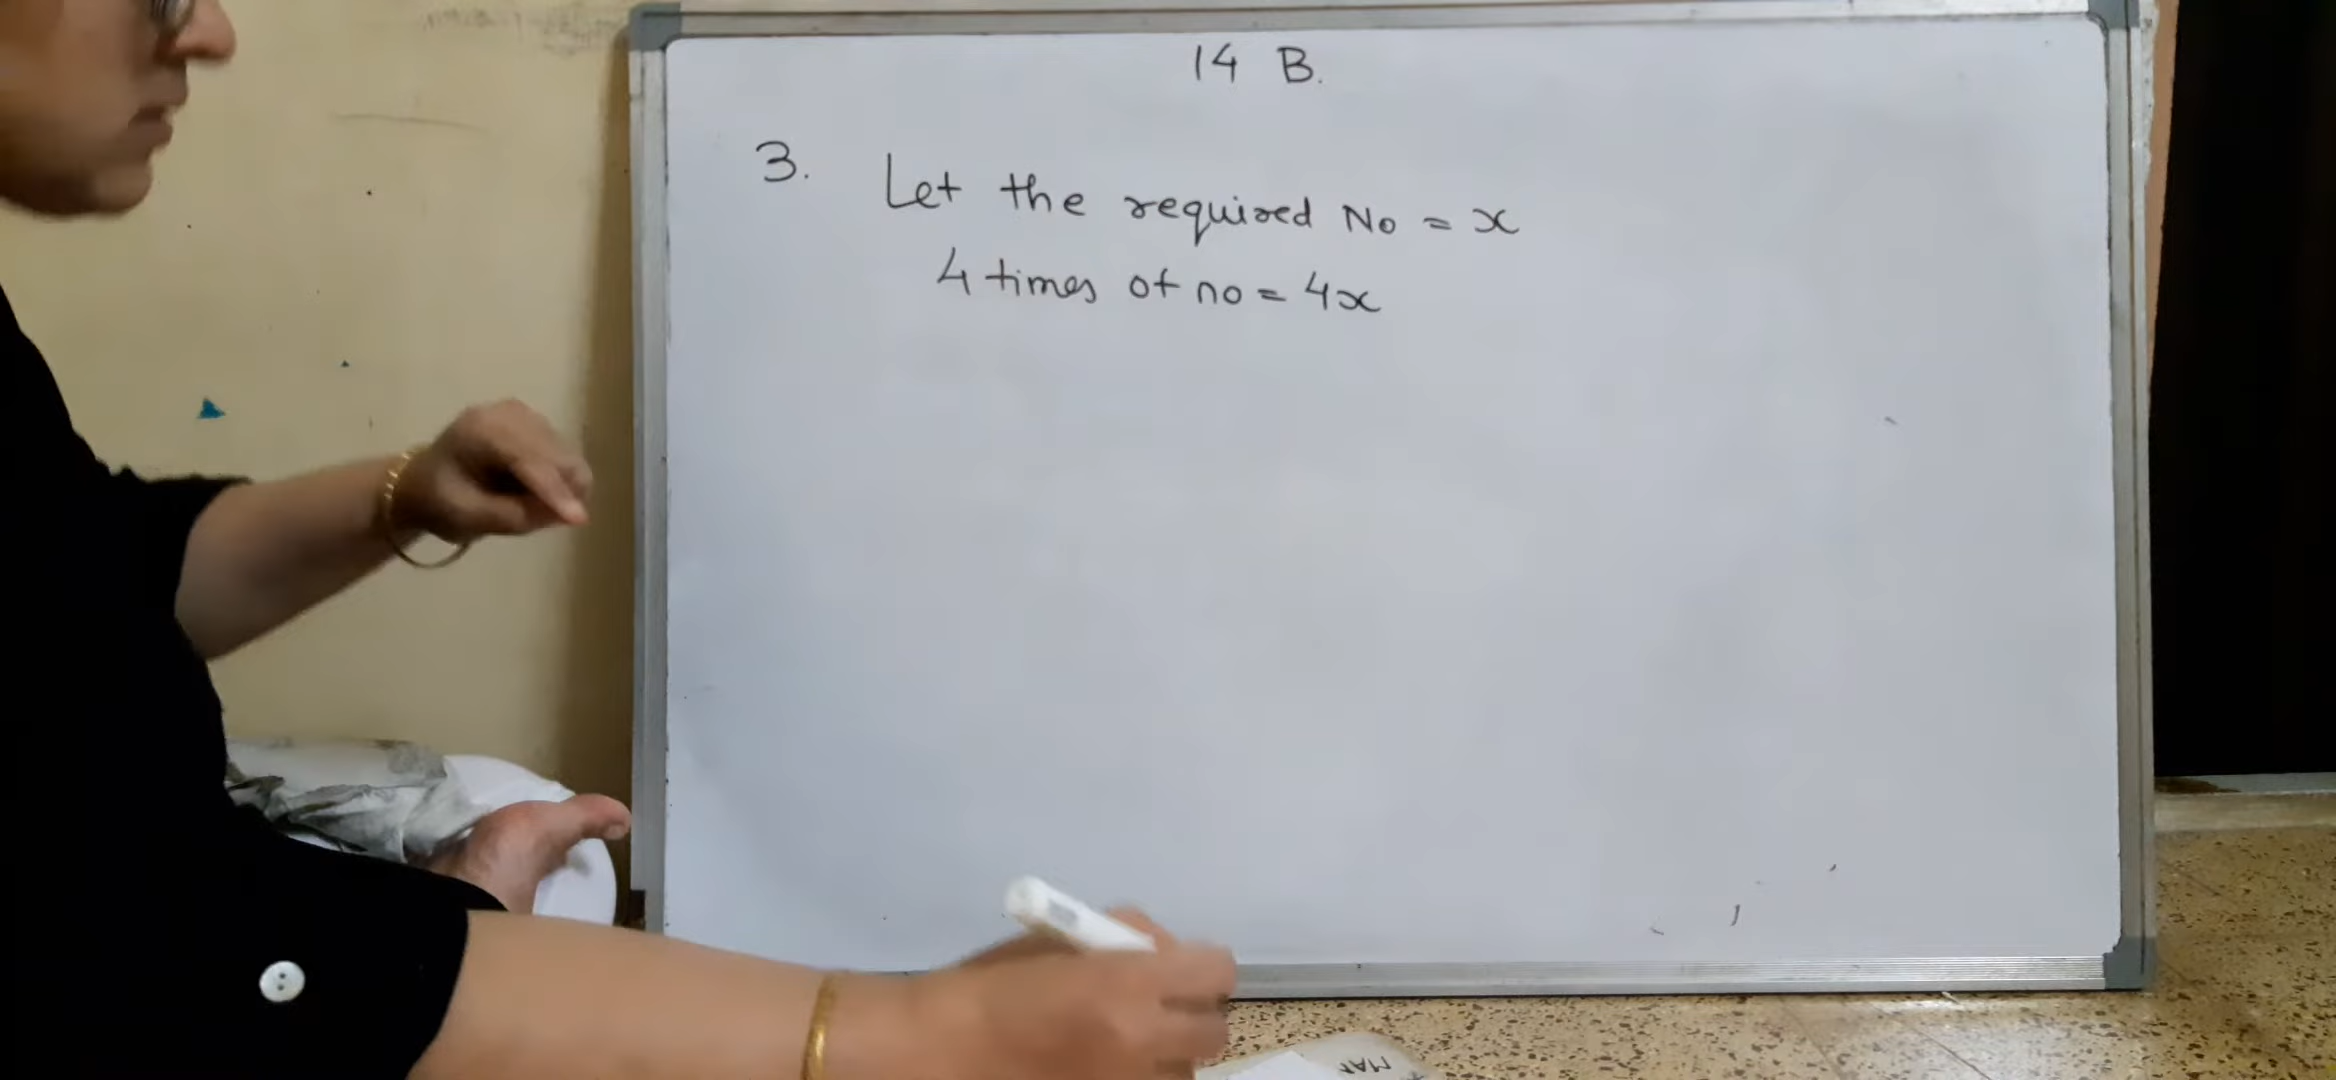 14 B.
3. Let the required No = x
4 times of no = 4x